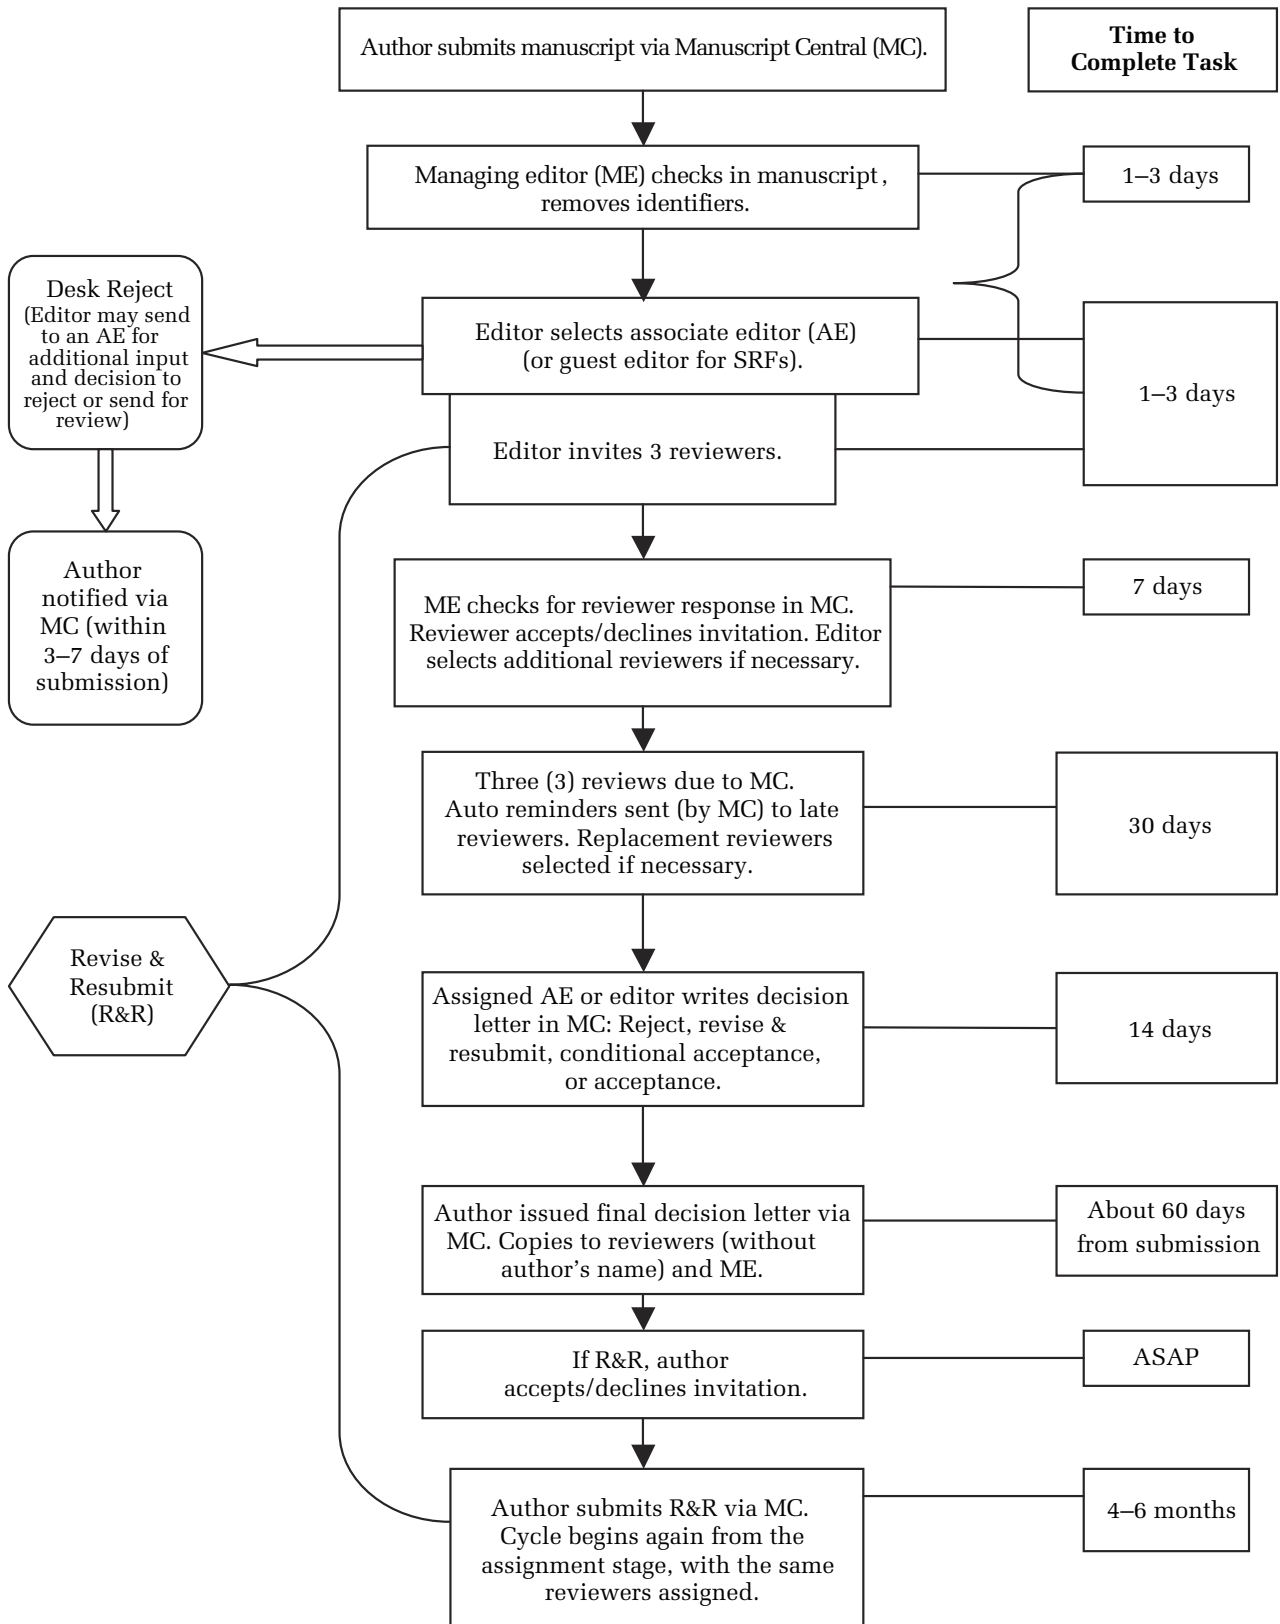 Author submits manuscript via Manuscript Central (MC).
Time to
Complete Task
Managing editor (ME) checks in manuscript,
removes identifiers.
1–3 days
Desk Reject
(Editor may send
to an AE for
additional input
and decision to
reject or send for
review)
Editor selects associate editor (AE)
(or guest editor for SRFs).
1–3 days
Editor invites 3 reviewers.
Author
notified via
MC (within
3–7 days of
submission)
ME checks for reviewer response in MC.
Reviewer accepts/declines invitation. Editor
selects additional reviewers if necessary.
7 days
Three (3) reviews due to MC.
Auto reminders sent (by MC) to late
reviewers. Replacement reviewers
selected if necessary.
30 days
Revise &
Resubmit
(R&R)
Assigned AE or editor writes decision
letter in MC: Reject, revise &
resubmit, conditional acceptance,
or acceptance.
14 days
Author issued final decision letter via
MC. Copies to reviewers (without
author’s name) and ME.
About 60 days
from submission
If R&R, author
accepts/declines invitation.
ASAP
Author submits R&R via MC.
Cycle begins again from the
assignment stage, with the same
reviewers assigned.
4–6 months